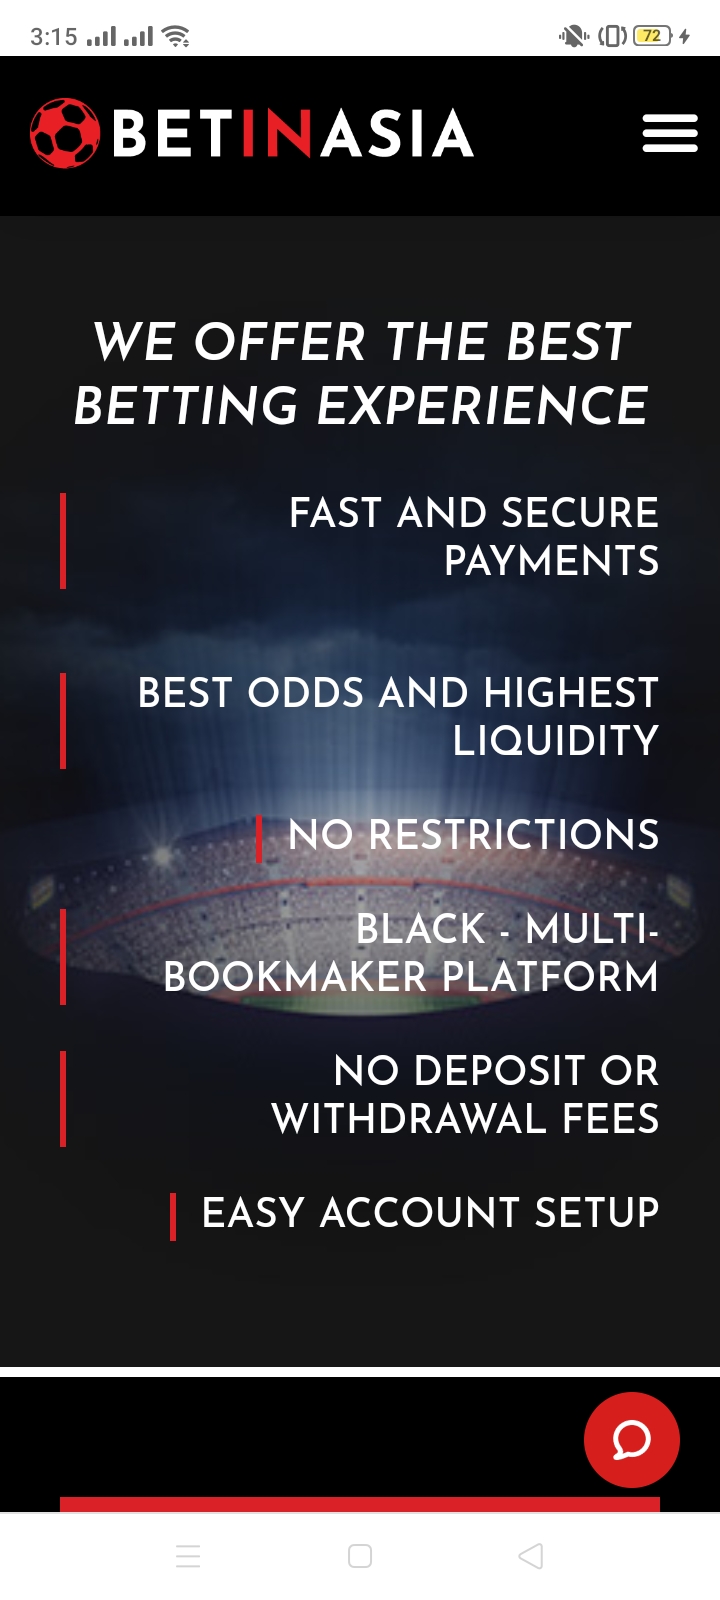 3:15
72
BETINASIA
WE OFFER THE BEST
BETTING EXPERIENCE
FAST AND SECURE
PAYMENTS
BEST ODDS AND HIGHEST
LIQUIDITY
NO RESTRICTIONS
BLACK - MULTI-
BOOKMAKER PLATFORM
NO DEPOSIT OR
WITHDRAWAL FEES
EASY ACCOUNT SETUP